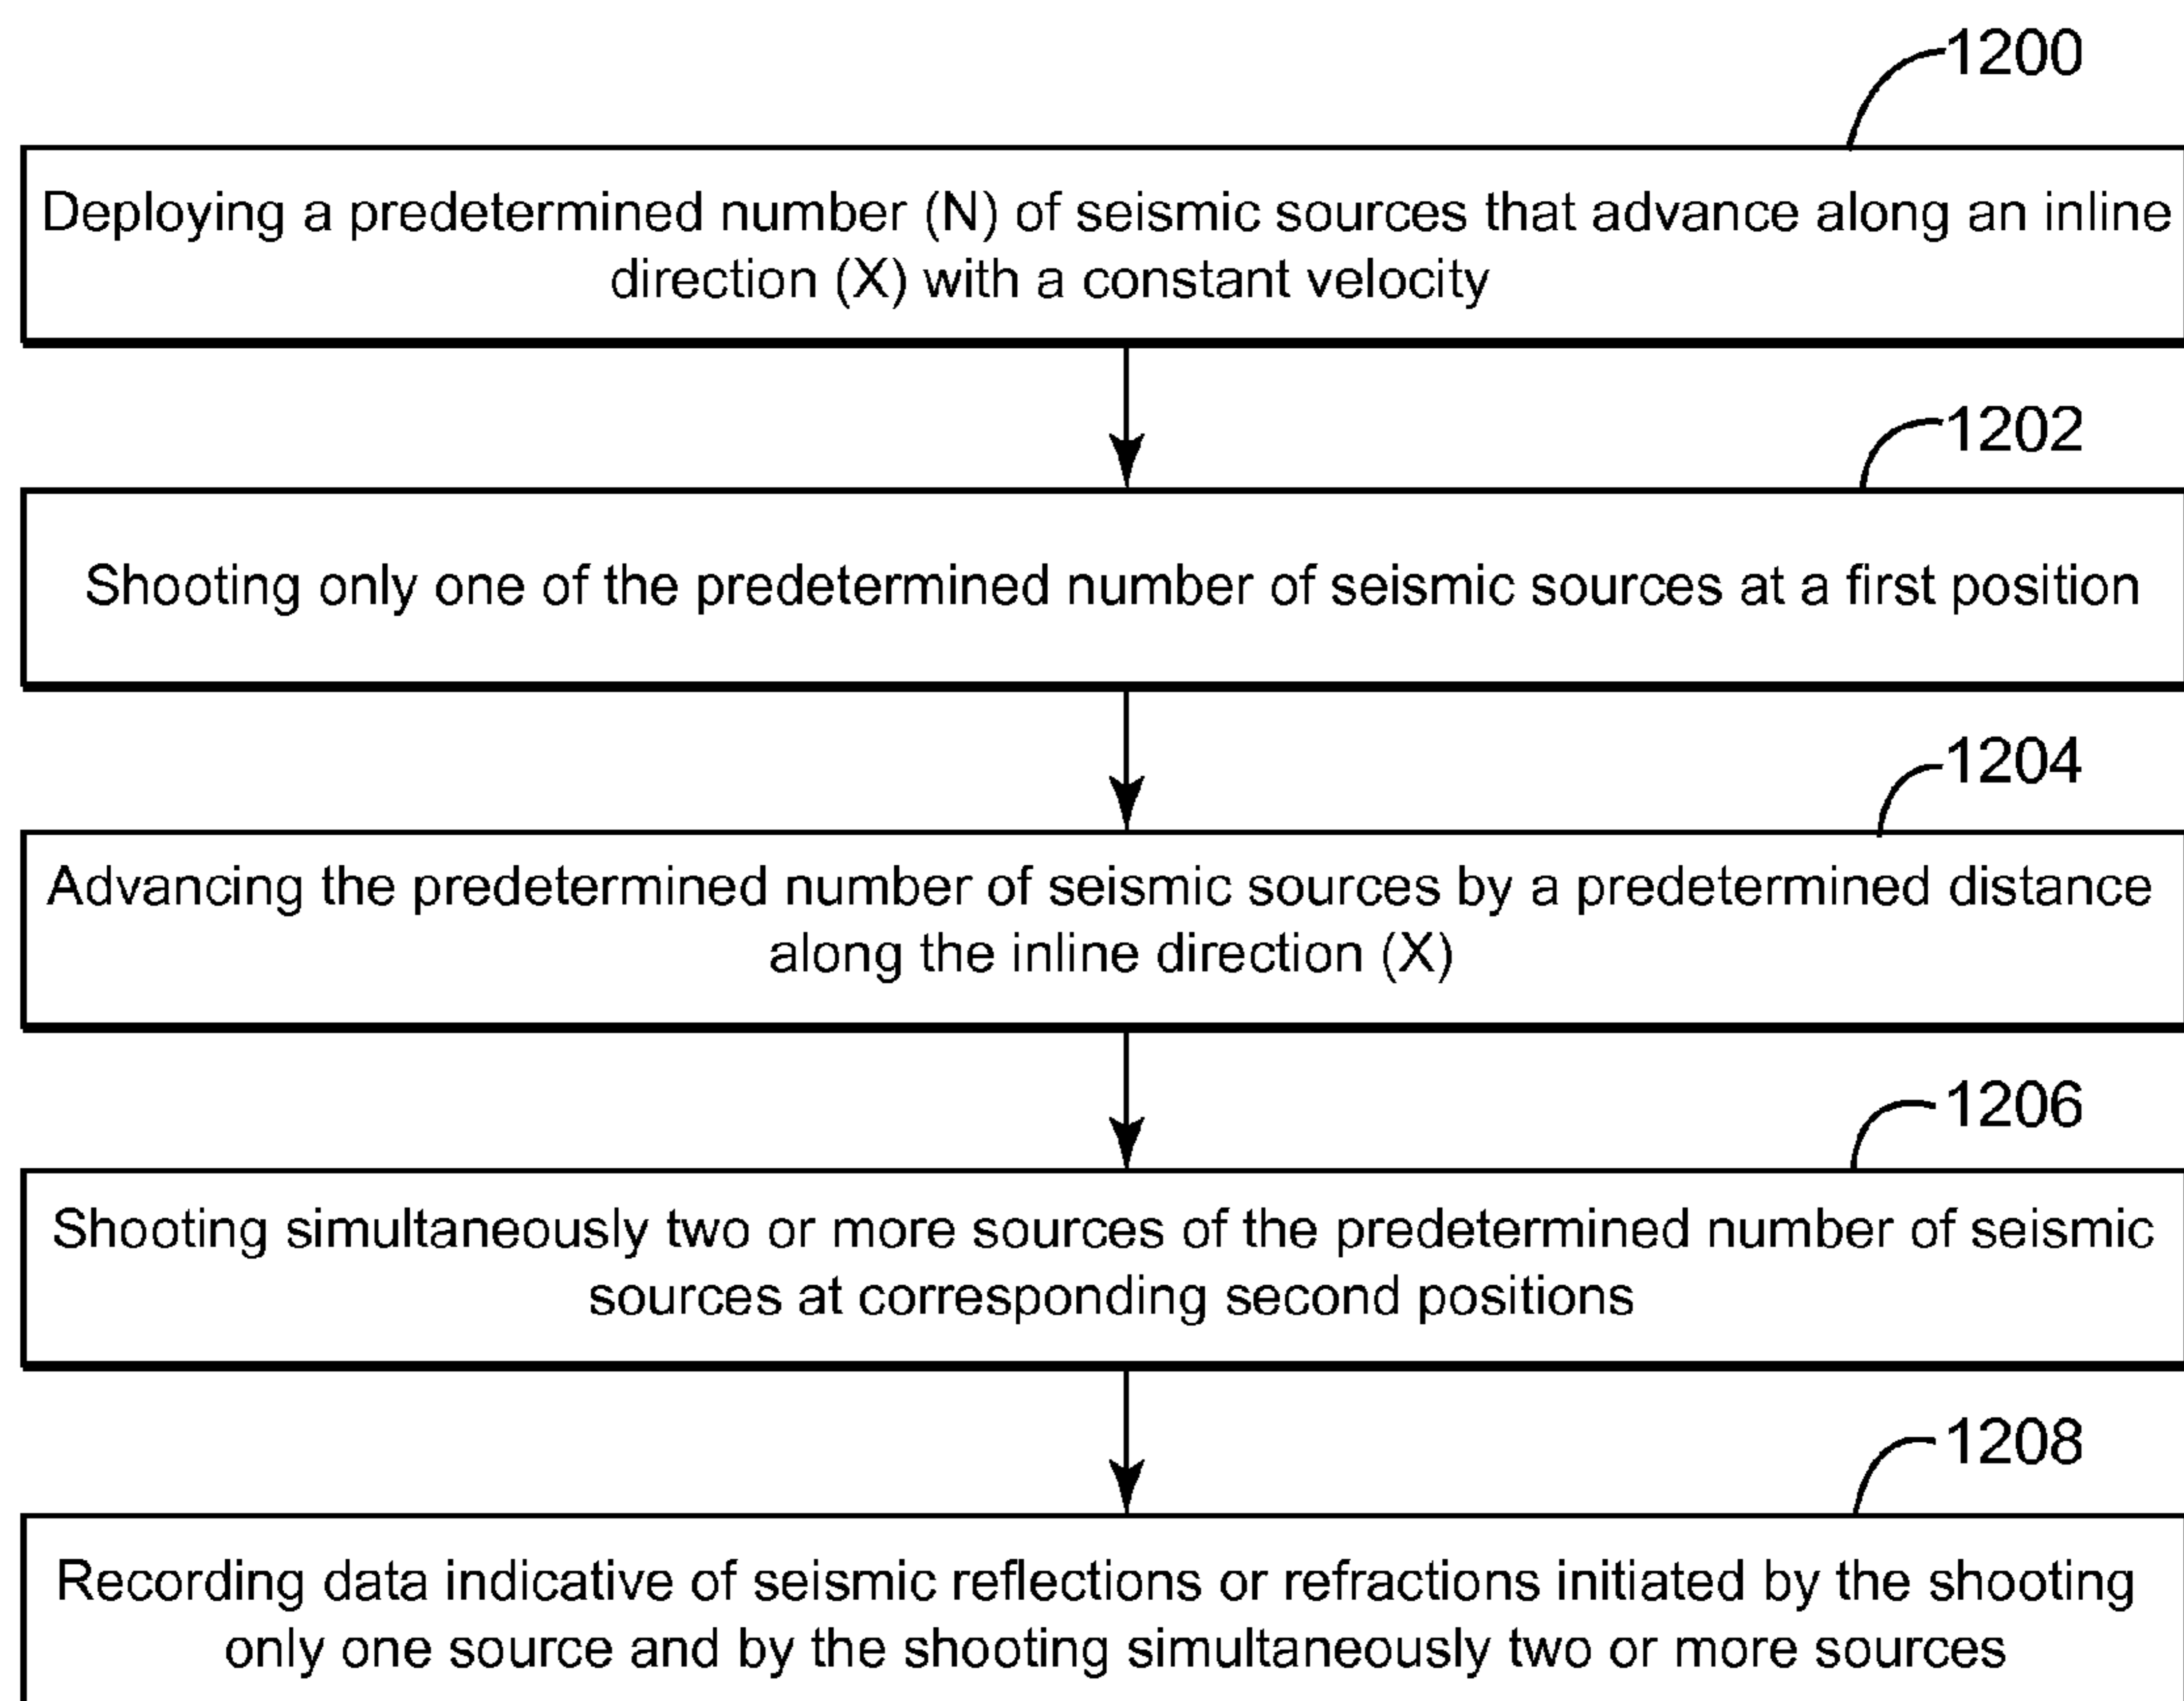 1200
Deploying a predetermined number (N) of seismic sources that advance along an inline
direction (X) with a constant velocity
1202
Shooting only one of the predetermined number of seismic sources at a first position
1204
Advancing the predetermined number of seismic sources by a predetermined distance
along the inline direction (X)
1206
Shooting simultaneously two or more sources of the predetermined number of seismic
sources at corresponding second positions
1208
Recording data indicative of seismic reflections or refractions initiated by the shooting
only one source and by the shooting simultaneously two or more sources